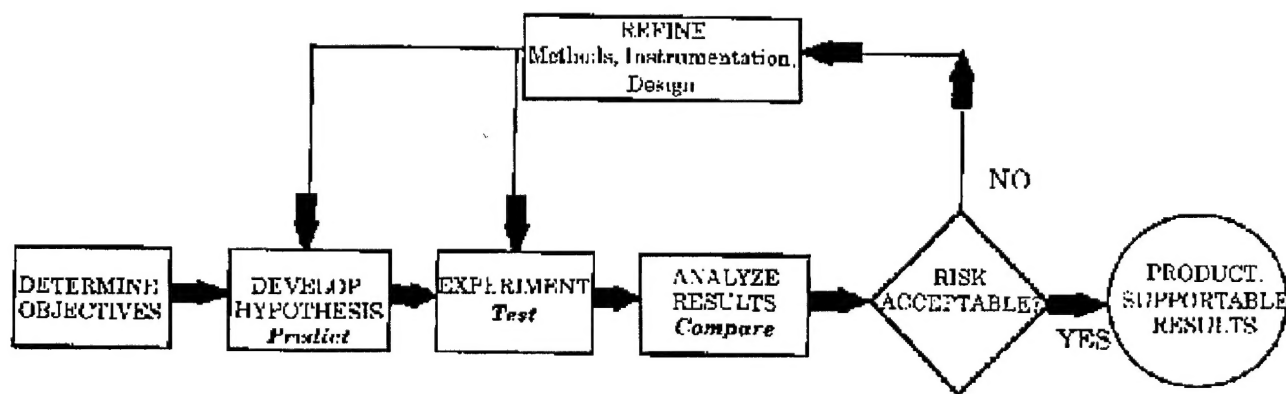 REFINE
Methods, Instrumentation,
Design
NO
DETERMINE
OBJECTIVES
DEVELOP
HYPOTHESIS
Predict
EXPERIMENT
Test
ANALYZE
RESULTS
Compare
RISK
ACCEPTABLE?
YES
PRODUCT.
SUPPORTABLE
RESULTS